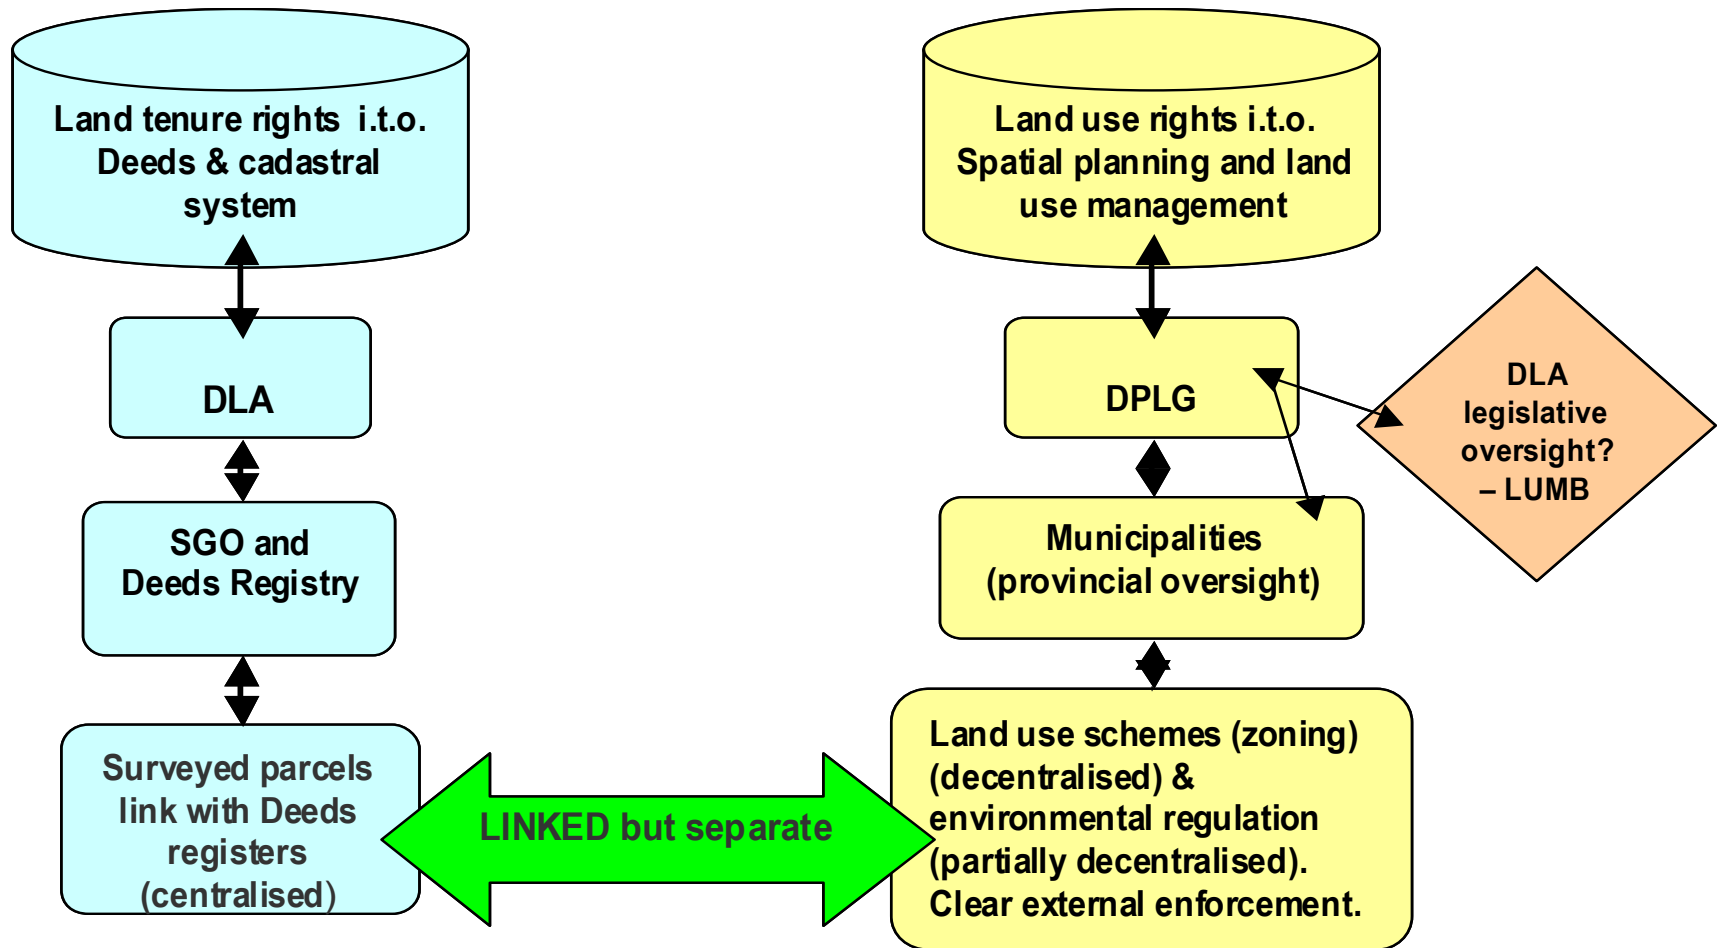 Land tenure rights i.t.o.
Deeds & cadastral
system
DLA
SGO and
Deeds Registry
Surveyed parcels
link with Deeds
registers
(centralised)
LINKED but separate
Land use rights i.t.o.
Spatial planning and land
use management
DPLG
Municipalities
(provincial oversight)
Land use schemes (zoning)
(decentralised) &
environmental regulation
(partially decentralised).
Clear external enforcement.
DLA
legislative
oversight?
– LUMB